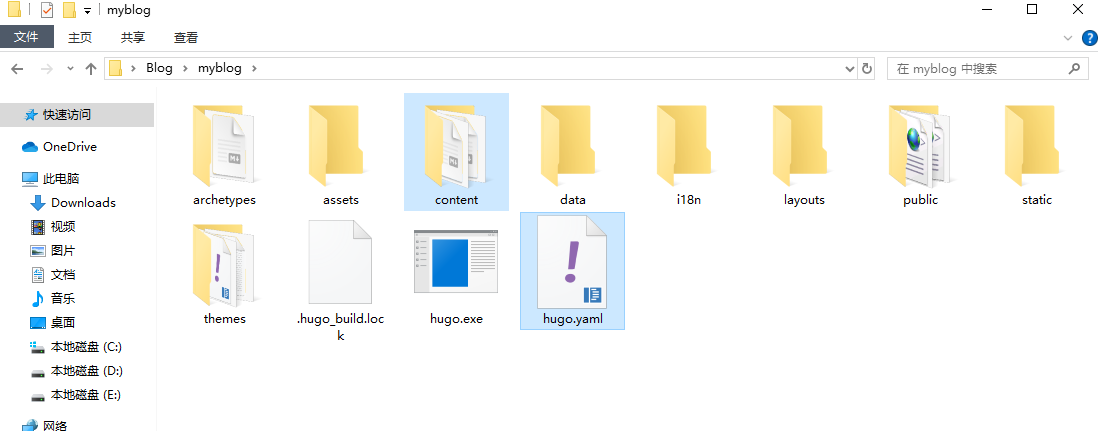 myblog
文件 主页 共享 查看
Blog myblog 在 myblog 中搜索
快速访问
OneDrive
此电脑
Downloads
视频
图片
文档
音乐
桌面
本地磁盘 (C:)
本地磁盘 (D:)
本地磁盘 (E:)
网络
archetypes assets content data i18n layouts public static
themes .hugo_build.loc
k hugo.exe hugo.yaml